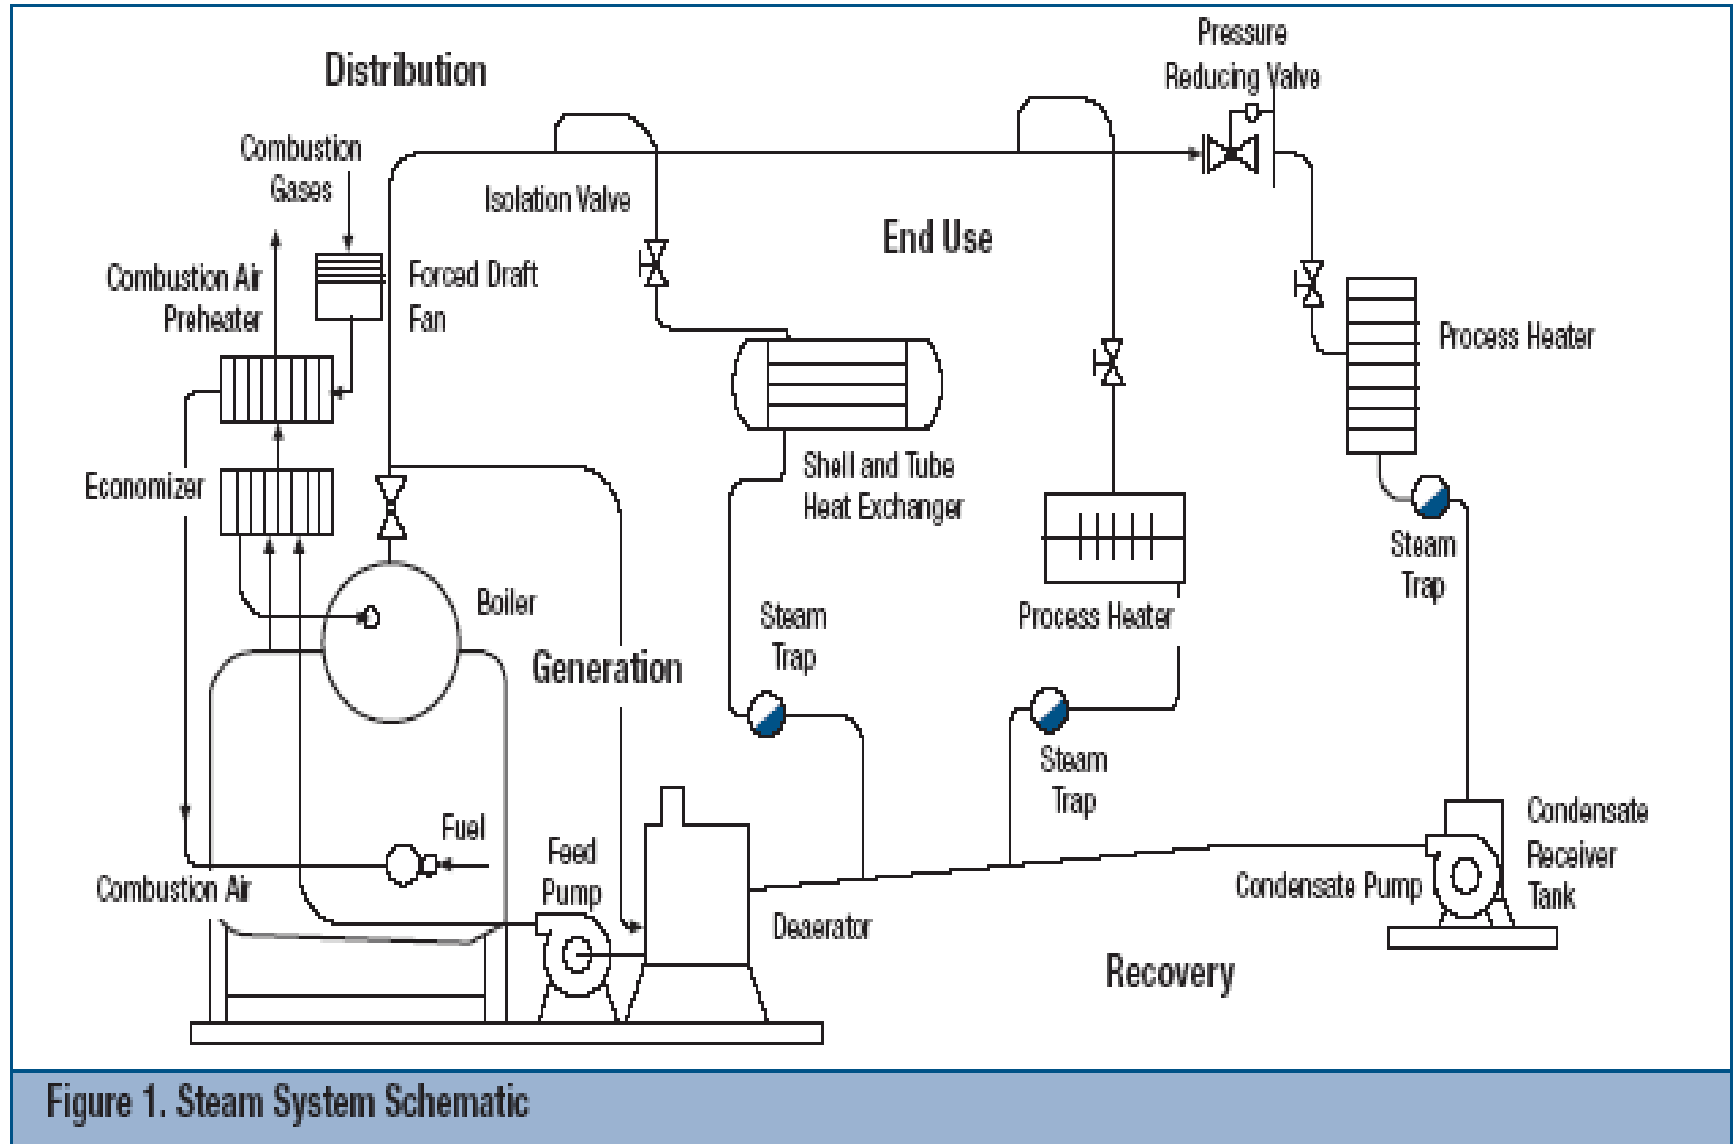 Pressure
Reducing Valve
Distribution
Combustion
Gases
Isolation Valve
End Use
Combustion Air
Preheater
Forced Draft
Fan
Process Heater
Economizer
Shell and Tube
Heat Exchanger
Steam
Trap
Boiler
Steam
Trap
Process Heater
Generation
Steam
Trap
Fuel
Combustion Air
Feed
Pump
Deaerator
Condensate Pump
Condensate
Receiver
Tank
Recovery
Figure 1. Steam System Schematic